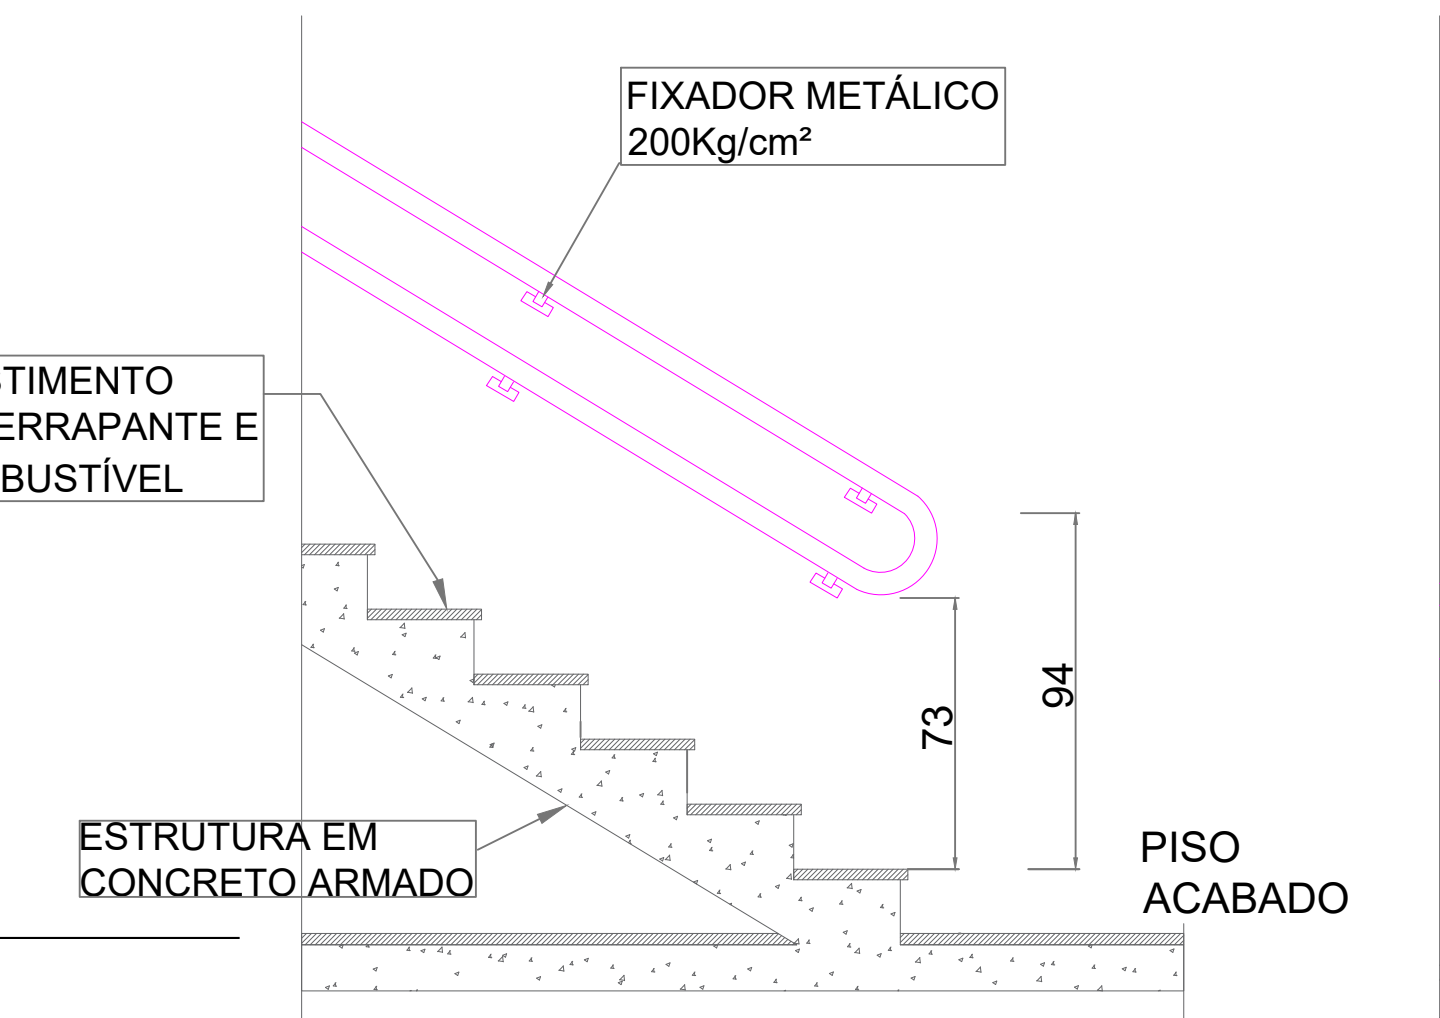 FIXADOR METÁLICO
200Kg/cm²
STIMENTO
ERRAPANTE E
BUSTÍVEL
73
94
ESTRUTURA EM
CONCRETO ARMADO
PISO
ACABADO